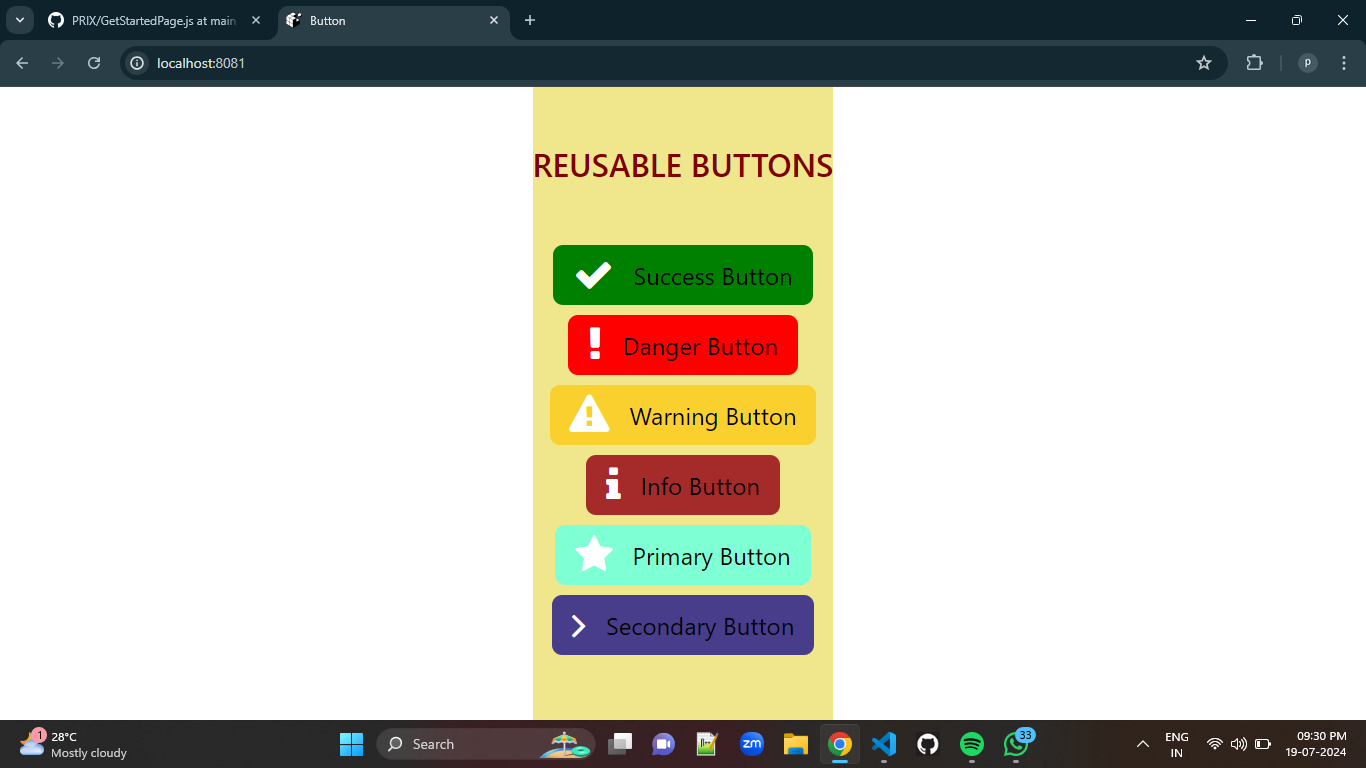 PRIX/GetStartedPage.js at main
Button
localhost:8081
p
REUSABLE BUTTONS
Success Button
Danger Button
Warning Button
Info Button
Primary Button
Secondary Button
1
28°C
Mostly cloudy
Search
zm
33
ENG
IN
09:30 PM
19-07-2024